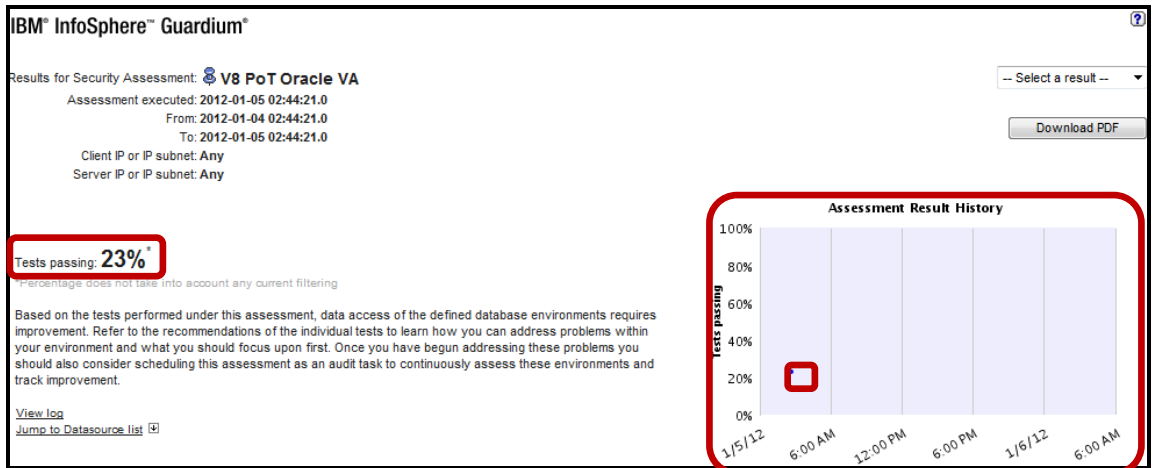 IBM® InfoSphere™ Guardium®
?
Results for Security Assessment: V8 PoT Oracle VA
-- Select a result --
Assessment executed: 2012-01-05 02:44:21.0
From: 2012-01-04 02:44:21.0
To: 2012-01-05 02:44:21.0
Client IP or IP subnet: Any
Server IP or IP subnet: Any
Download PDF
Tests passing: 23%*
*Percentage does not take into account any current filtering
Based on the tests performed under this assessment, data access of the defined database environments requires
improvement. Refer to the recommendations of the individual tests to learn how you can address problems within
your environment and what you should focus upon first. Once you have begun addressing these problems you
should also consider scheduling this assessment as an audit task to continuously assess these environments and
track improvement.
View log
Jump to Datasource list
Assessment Result History
Tests passing
100%
80%
60%
40%
20%
0%
1/5/12
6:00 AM
12:00 PM
6:00 PM
1/6/12
6:00 AM